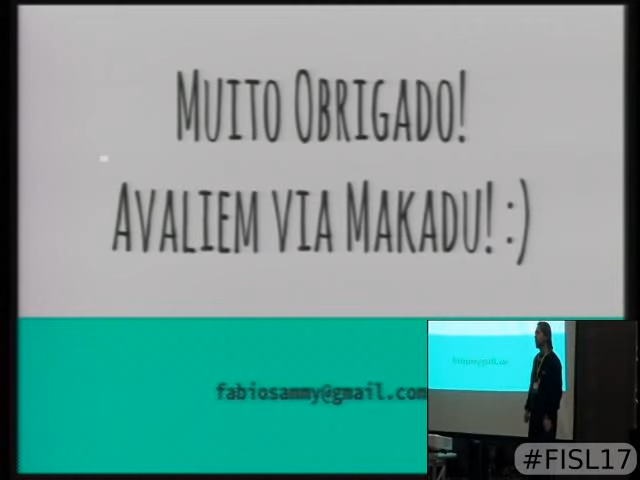 MUITO OBRIGADO!
AVALIEM VIA MAKADU! :)
fabiosammy@gmail.com
#FISL17